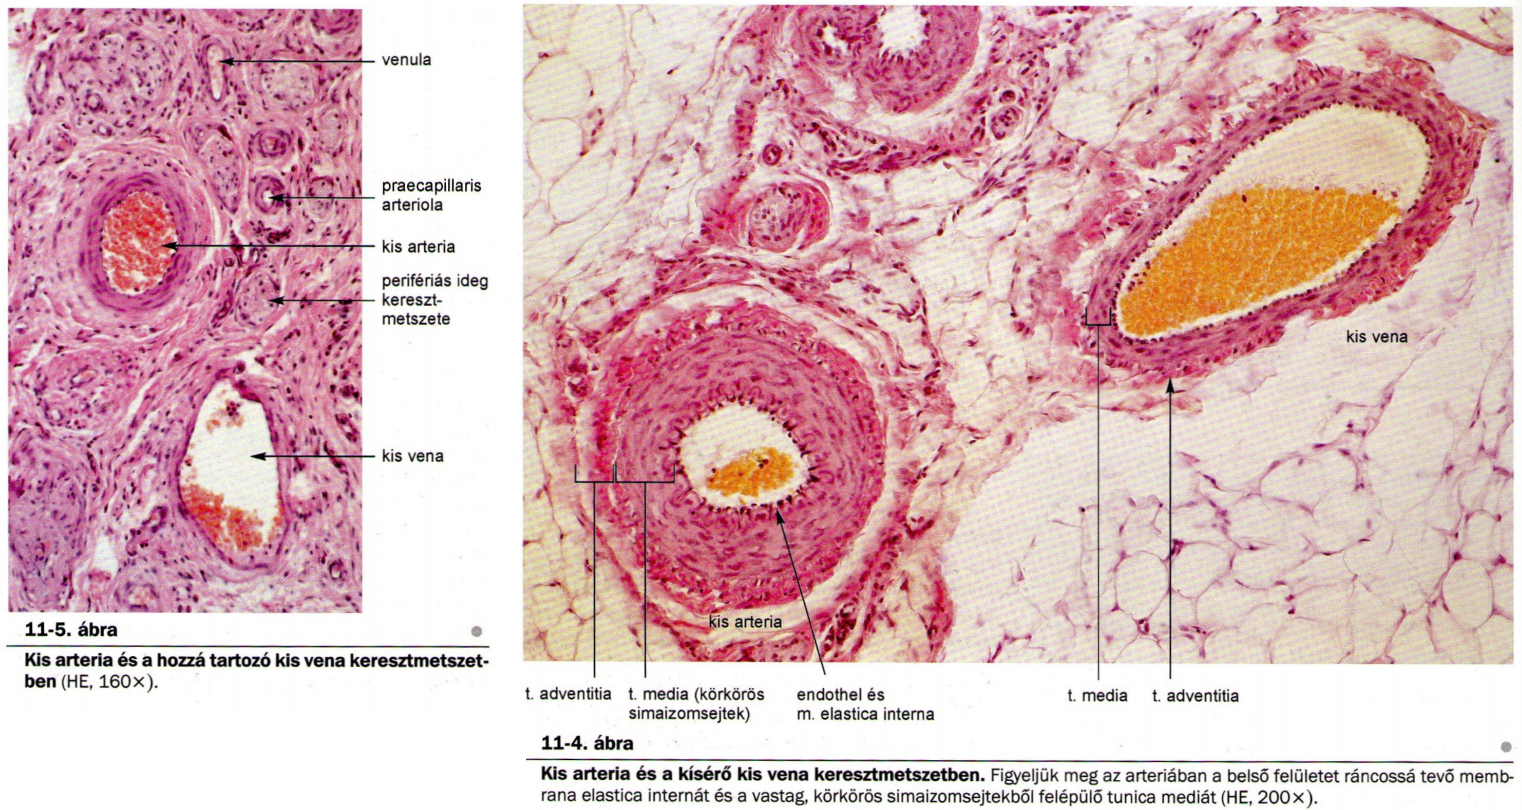 venula
praecapillaris
arteriola
kis arteria
perifériás ideg
kereszt-
metszete
kis vena
11-5. ábra
Kis arteria és a hozzá tartozó kis vena keresztmetszet-
ben (HE, 160×).
kis vena
kis arteria
t. adventitia
t. media (körkörös
simaizomsejtek)
endothel és
m. elastica interna
t. media
t. adventitia
11-4. ábra
Kis arteria és a kísérő kis vena keresztmetszetben. Figyeljük meg az arteriában a belső felületet ráncossá tevő memb-
rana elastica internát és a vastag, körkörös simaizomsejtekből felépülő tunica mediát (HE, 200×).